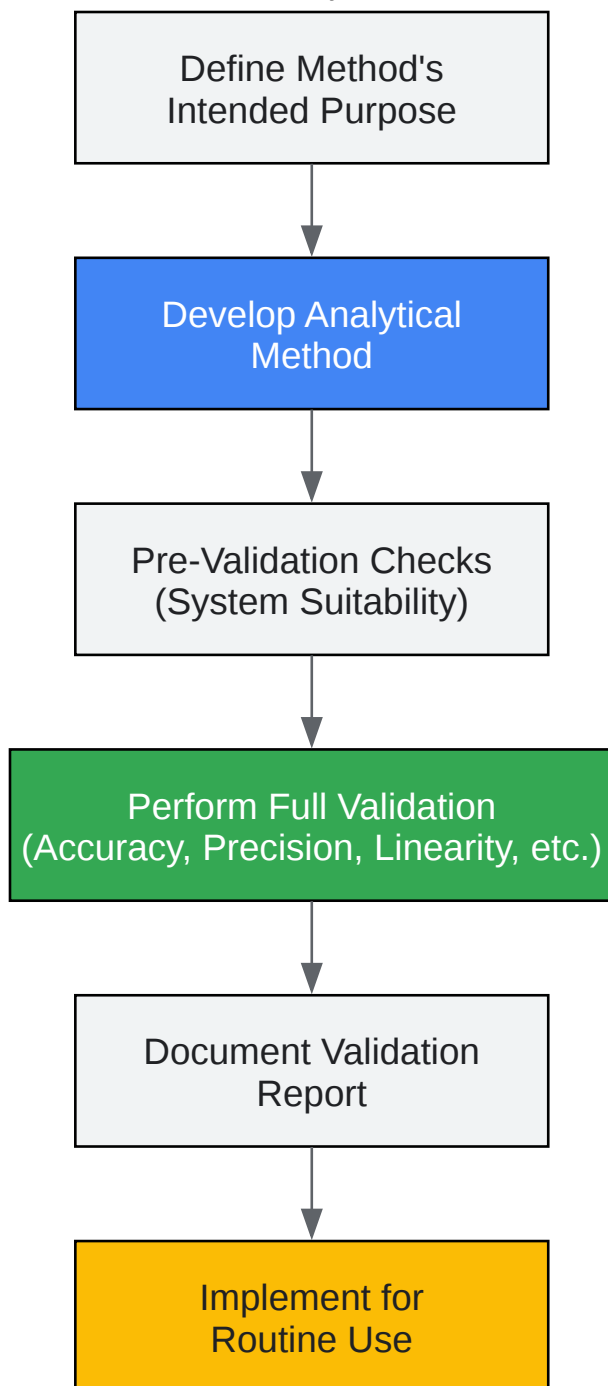 Define Method's
Intended Purpose
Develop Analytical
Method
Pre-Validation Checks
(System Suitability)
Perform Full Validation
(Accuracy, Precision, Linearity, etc.)
Document Validation
Report
Implement for
Routine Use